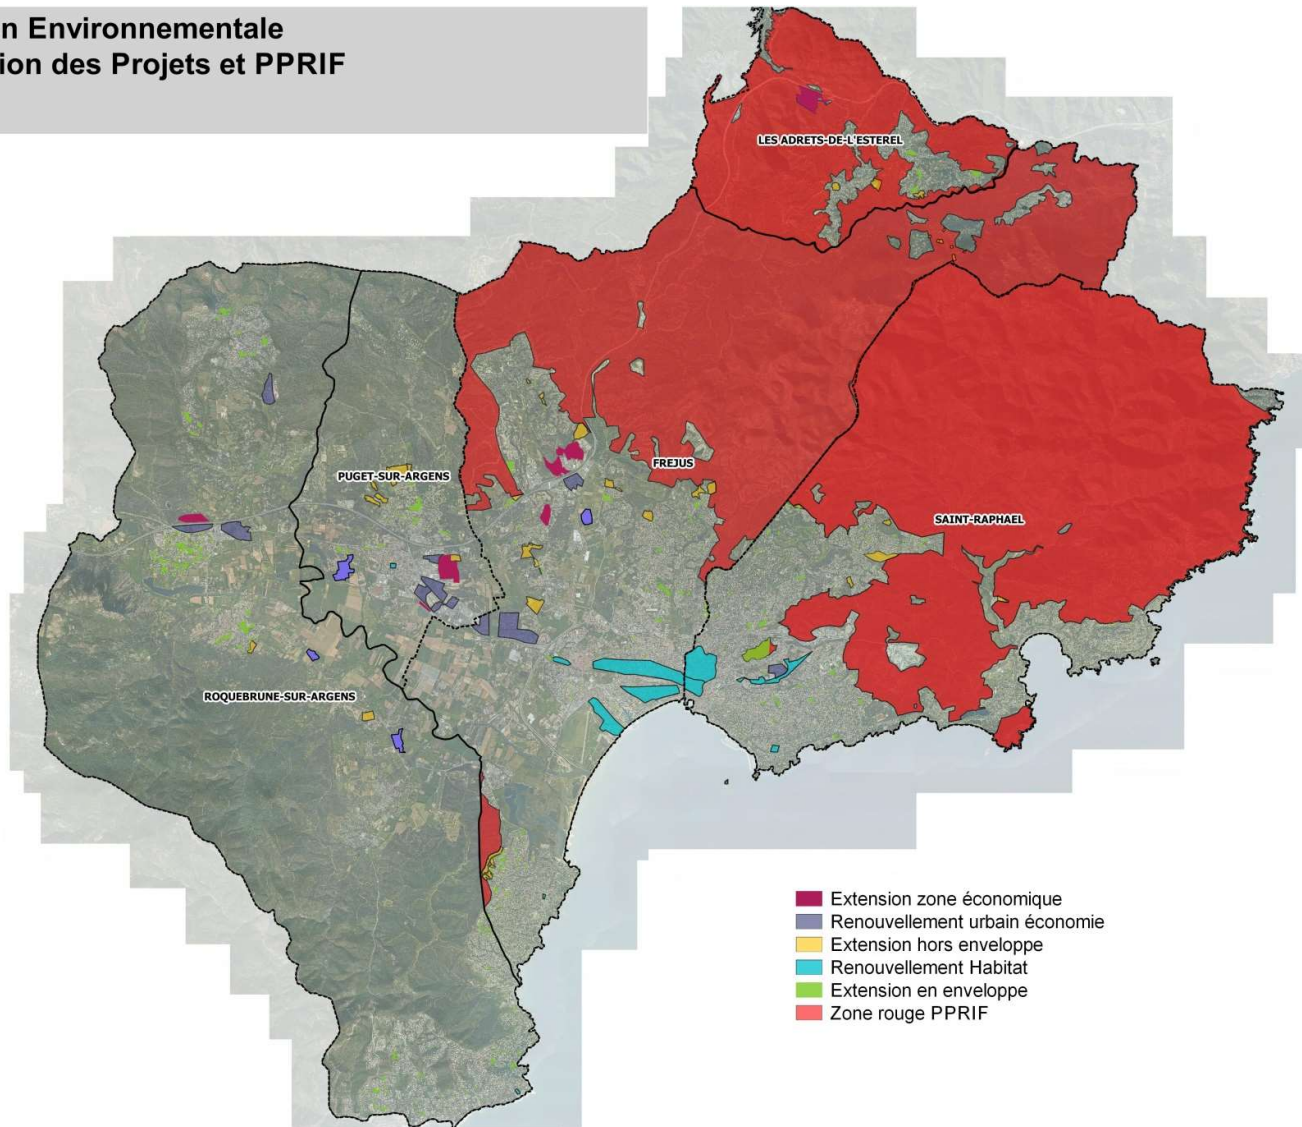 n Environnementale
ion des Projets et PPRIF
LES ADRETS-DE-L'ESTEREL
PUGET-SUR-ARGENS
FREJUS
SAINT-RAPHAEL
ROQUEBRUNE-SUR-ARGENS
Extension zone économique
Renouvellement urbain économie
Extension hors enveloppe
Renouvellement Habitat
Extension en enveloppe
Zone rouge PPRIF